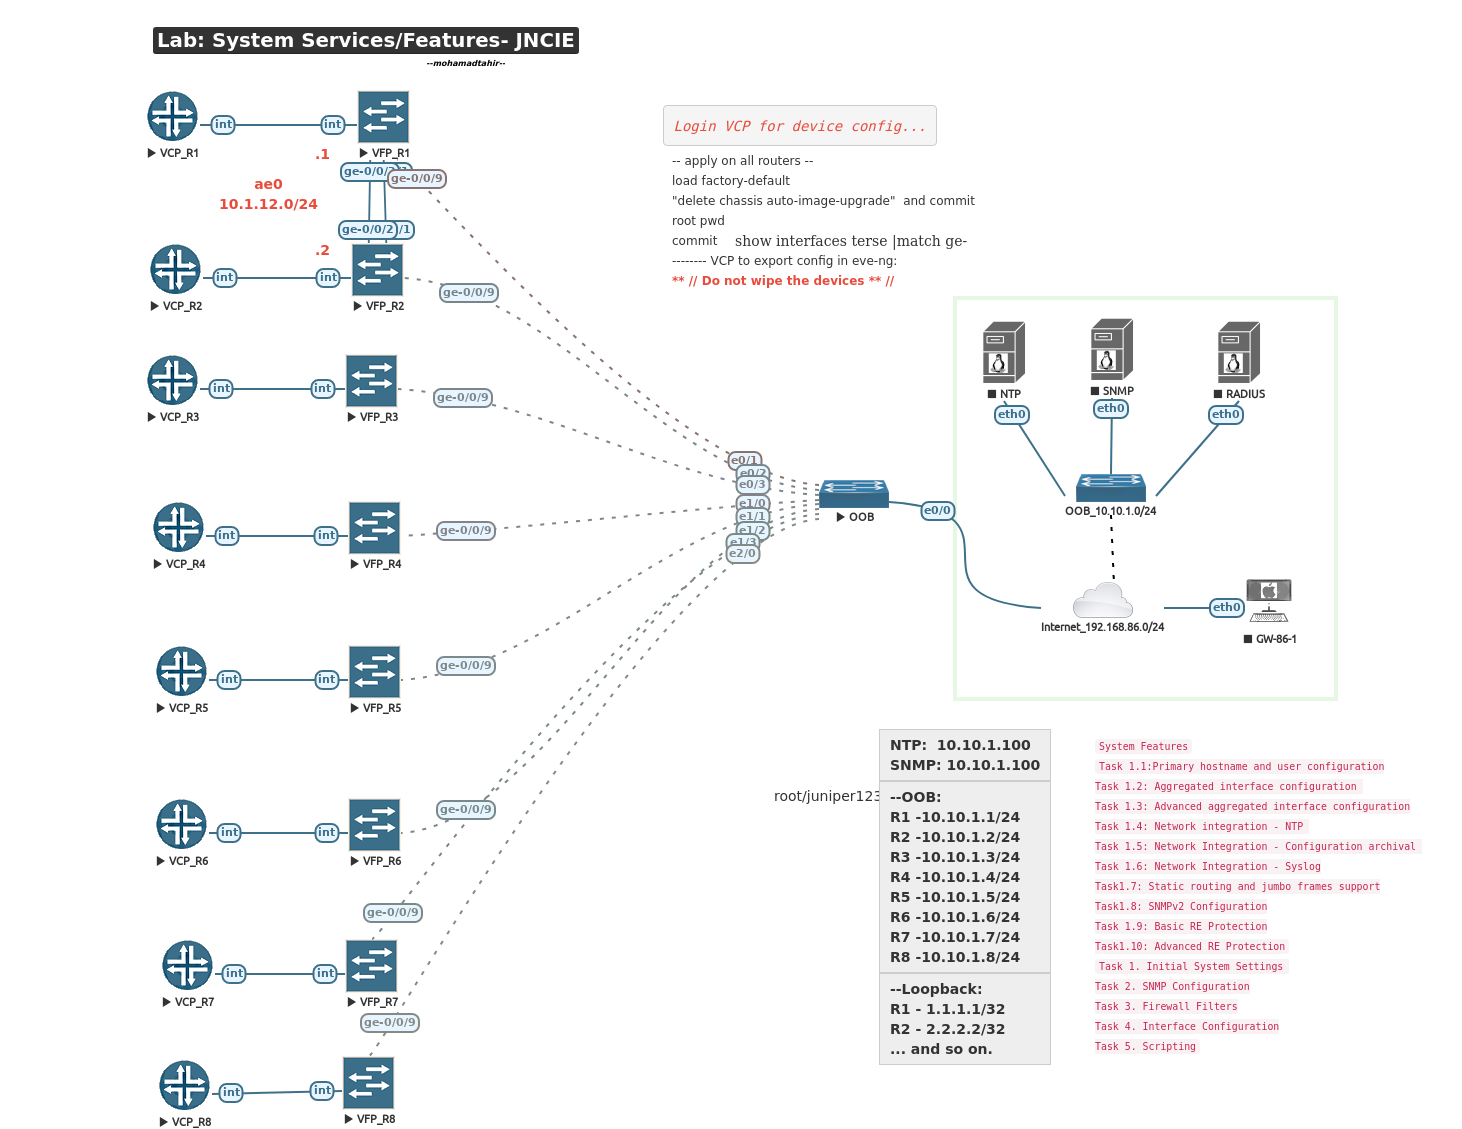 Lab: System Services/Features- JNCIE
--mohamadtahir--
int
int
VCP_R1
VFP_R1
.1
ge-0/0/9
ae0
10.1.12.0/24
ge-0/0/2
/1
.2
int
int
VCP_R2
VFP_R2
ge-0/0/9
int
int
VCP_R3
VFP_R3
ge-0/0/9
int
int
VCP_R4
VFP_R4
ge-0/0/9
int
int
VCP_R5
VFP_R5
ge-0/0/9
int
int
VCP_R6
VFP_R6
ge-0/0/9
ge-0/0/9
int
int
VCP_R7
VFP_R7
ge-0/0/9
int
int
VCP_R8
VFP_R8
Login VCP for device config...
-- apply on all routers --
load factory-default
"delete chassis auto-image-upgrade"  and commit
root pwd
commit
show interfaces terse |match ge-
-------- VCP to export config in eve-ng:
** // Do not wipe the devices ** //
e0/1
e0/2
e0/3
e1/0
e1/1
e1/2
e1/3
e2/0
OOB
e0/0
NTP
SNMP
RADIUS
eth0
eth0
eth0
OOB_10.10.1.0/24
Internet_192.168.86.0/24
eth0
GW-86-1
root/juniper123
NTP:  10.10.1.100
SNMP: 10.10.1.100
--OOB:
R1 -10.10.1.1/24
R2 -10.10.1.2/24
R3 -10.10.1.3/24
R4 -10.10.1.4/24
R5 -10.10.1.5/24
R6 -10.10.1.6/24
R7 -10.10.1.7/24
R8 -10.10.1.8/24
--Loopback:
R1 - 1.1.1.1/32
R2 - 2.2.2.2/32
... and so on.
System Features
Task 1.1:Primary hostname and user configuration
Task 1.2: Aggregated interface configuration
Task 1.3: Advanced aggregated interface configuration
Task 1.4: Network integration - NTP
Task 1.5: Network Integration - Configuration archival
Task 1.6: Network Integration - Syslog
Task1.7: Static routing and jumbo frames support
Task1.8: SNMPv2 Configuration
Task 1.9: Basic RE Protection
Task1.10: Advanced RE Protection
Task 1. Initial System Settings
Task 2. SNMP Configuration
Task 3. Firewall Filters
Task 4. Interface Configuration
Task 5. Scripting